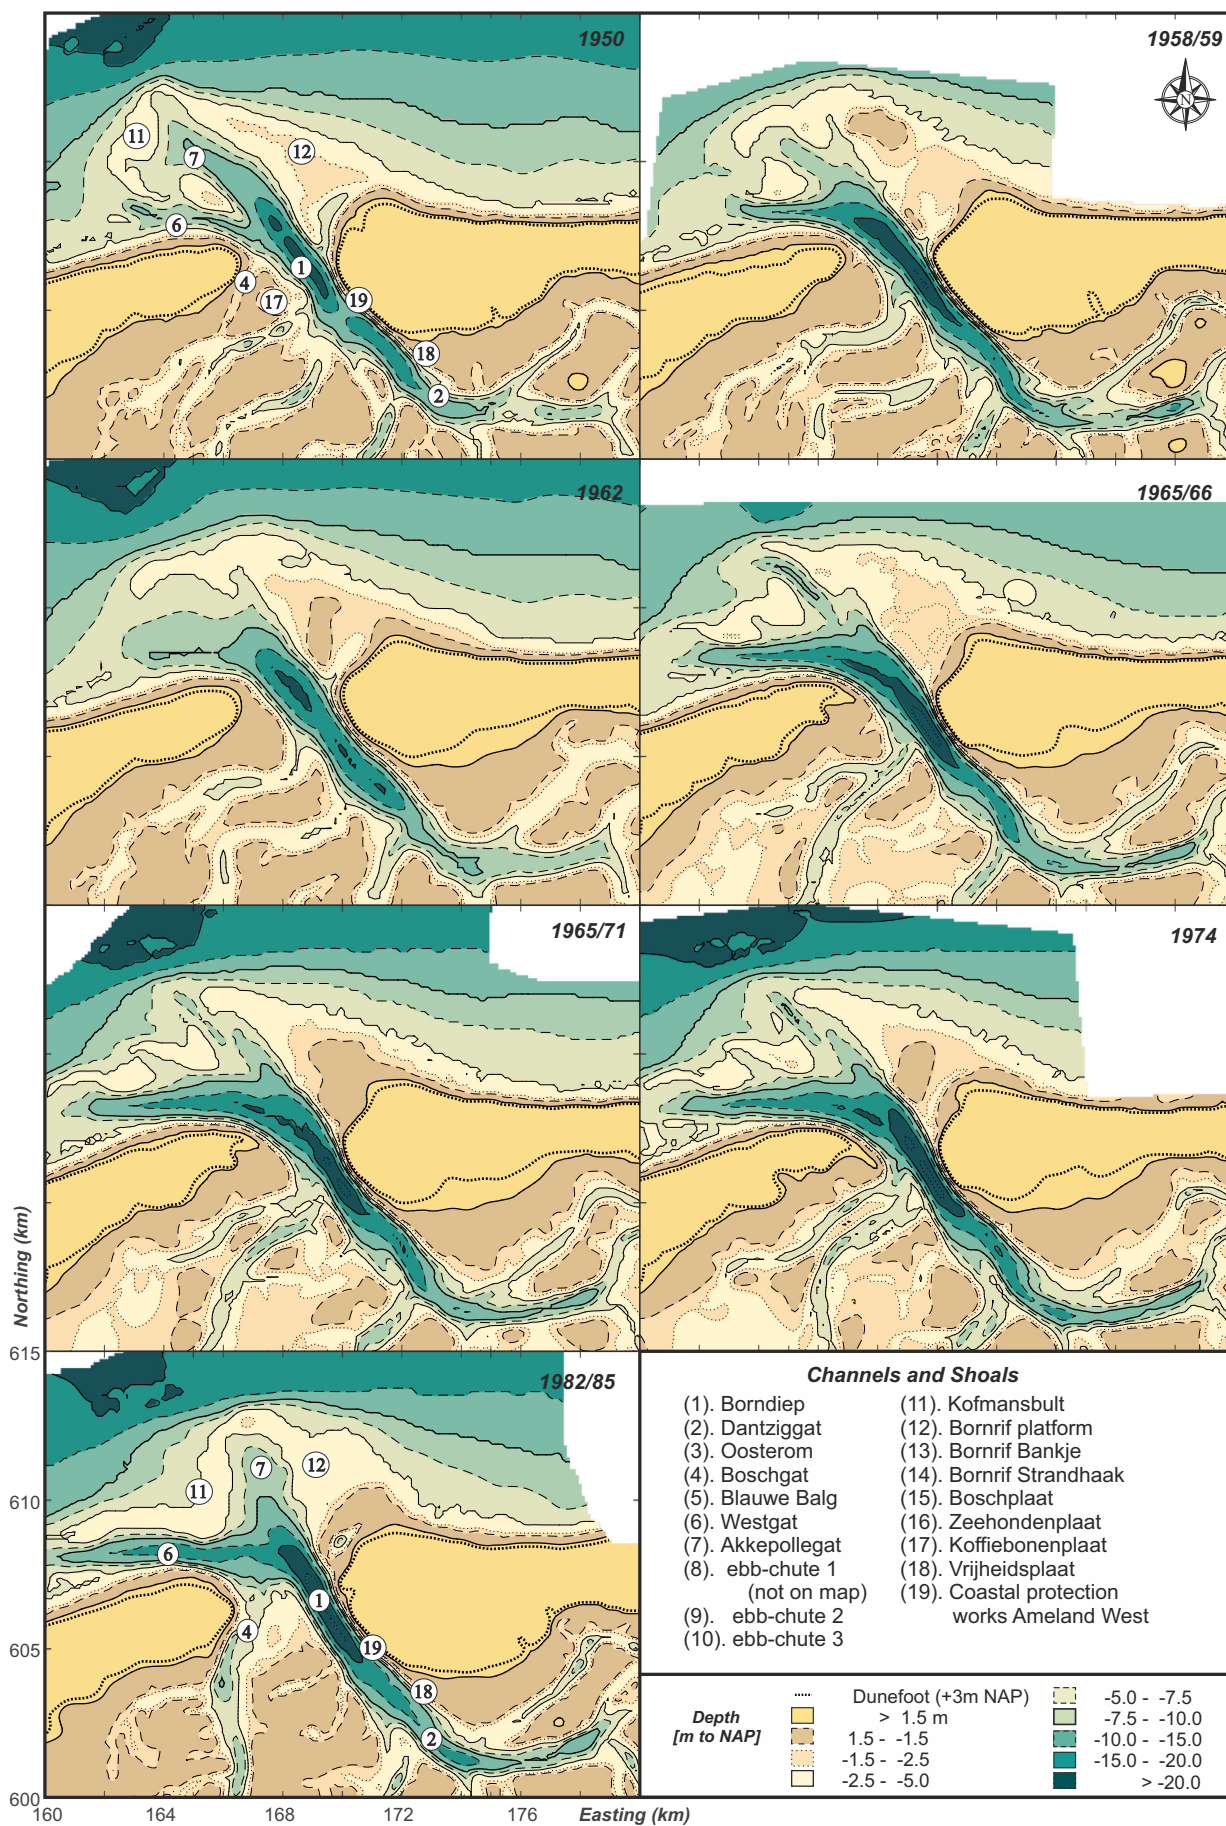 1950
11
7
12
6
1
4
17
19
18
2
1958/59
N
1962
1965/66
1965/71
1974
1982/85
7
12
11
6
1
4
19
18
2
Northing (km)
615
610
605
600
160
164
168
172
176
Easting (km)
Channels and Shoals
(1). Borndiep
(2). Dantziggat
(3). Oosterom
(4). Boschgat
(5). Blauwe Balg
(6). Westgat
(7). Akkepollegat
(8). ebb-chute 1
(not on map)
(9). ebb-chute 2
(10). ebb-chute 3
(11). Kofmansbult
(12). Bornrif platform
(13). Bornrif Bankje
(14). Bornrif Strandhaak
(15). Boschplaat
(16). Zeehondenplaat
(17). Koffiebonenplaat
(18). Vrijheidsplaat
(19). Coastal protection
works Ameland West
Depth
[m to NAP]
Dunefoot (+3m NAP)
> 1.5 m
1.5 - -1.5
-1.5 - -2.5
-2.5 - -5.0
-5.0 - -7.5
-7.5 - -10.0
-10.0 - -15.0
-15.0 - -20.0
> -20.0